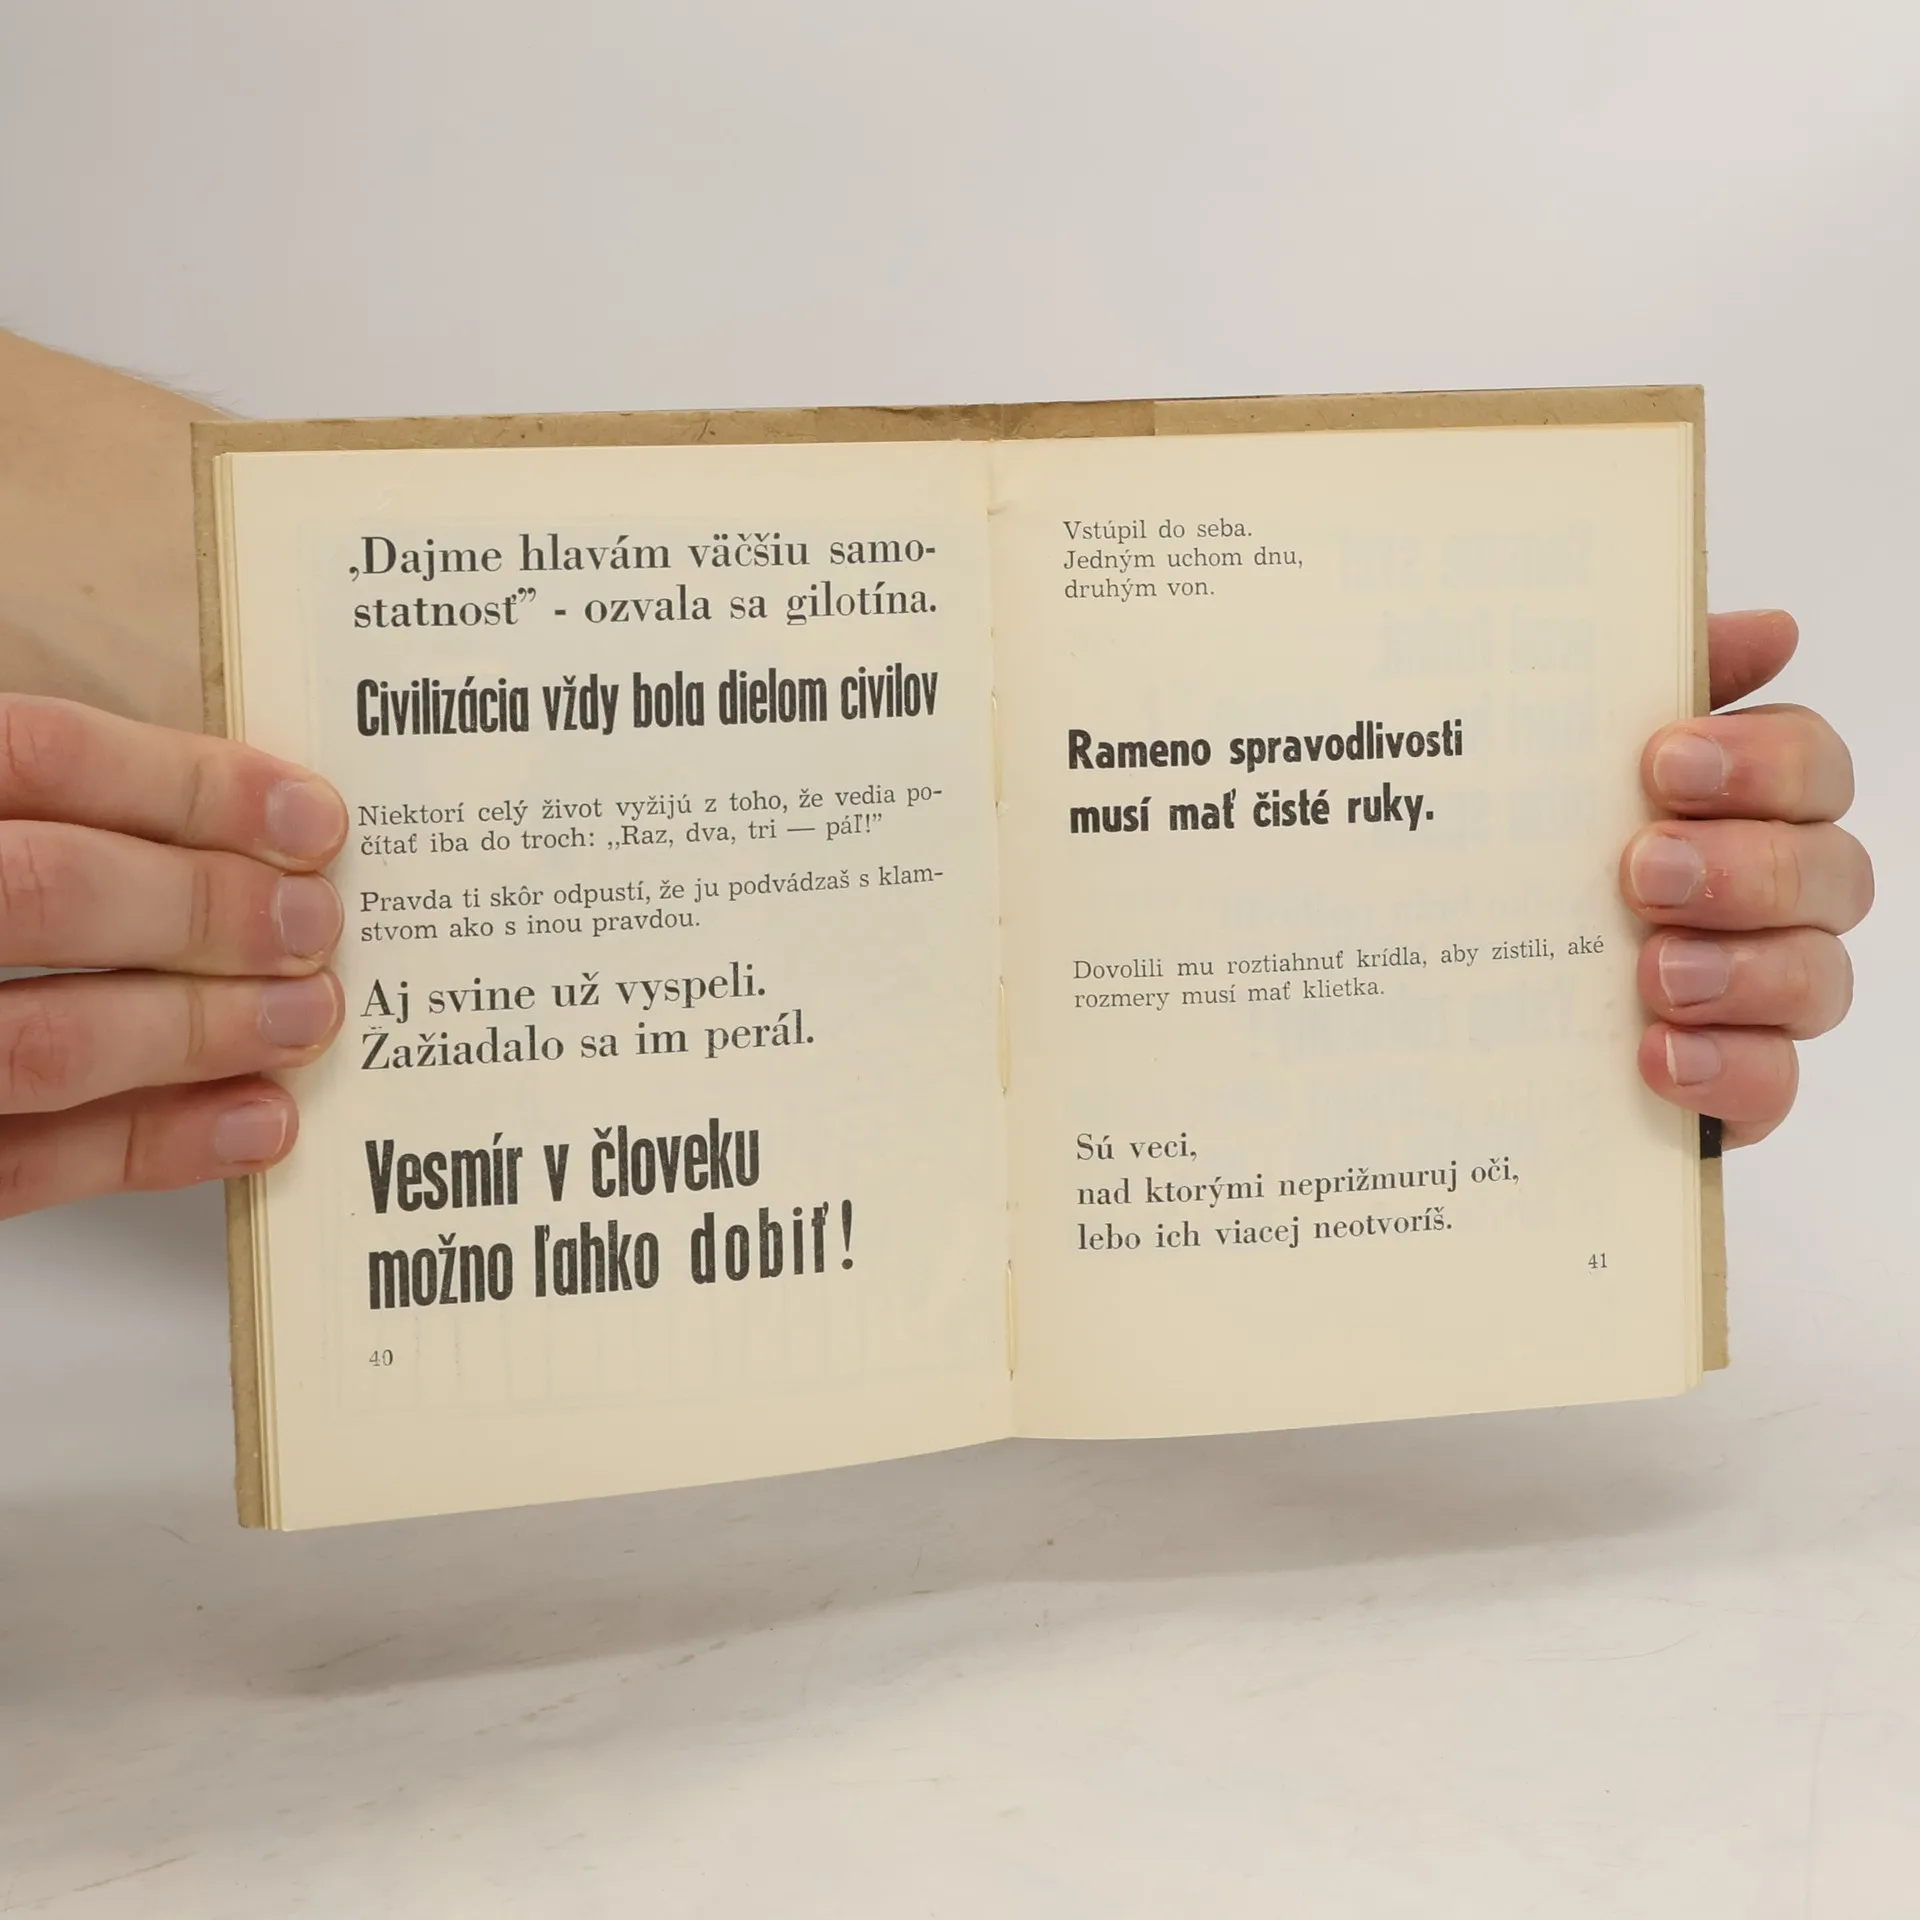 ‚Dajme hlavám väčšiu samo-
statnosť” - ozvala sa gilotína.
Civilizácia vždy bola dielom civilov
Niektorí celý život vyžijú z toho, že vedia po-
čítať iba do troch: ,,Raz, dva, tri — páľ!”
Pravda ti skôr odpustí, že ju podvádzaš s klam-
stvom ako s inou pravdou.
Aj svine už vyspeli.
Zažiadalo sa im perál.
Vesmír v človeku
možno ľahko dobiť!
40
Vstúpil do seba.
Jedným uchom dnu,
druhým von.
Rameno spravodlivosti
musí mať čisté ruky.
Dovolili mu roztiahnuť krídla, aby zistili, aké
rozmery musí mať klietka.
Sú veci,
nad ktorými neprižmuruj oči,
lebo ich viacej neotvoríš.
41